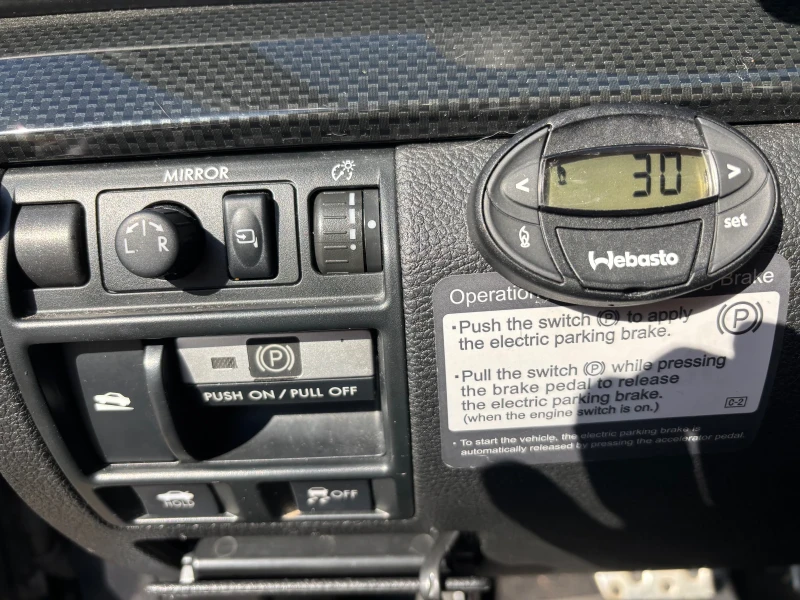 MIRROR
L R
PUSH ON / PULL OFF
HOLD
OFF
30
< >
set
Webasto
Operation Brake
•Push the switch (P) to apply
the electric parking brake.
•Pull the switch (P) while pressing
the brake pedal to release
the electric parking brake.
(when the engine switch is on.)
0-2
• To start the vehicle, the electric parking brake is
automatically released by pressing the accelerator pedal.
(P)
(P)